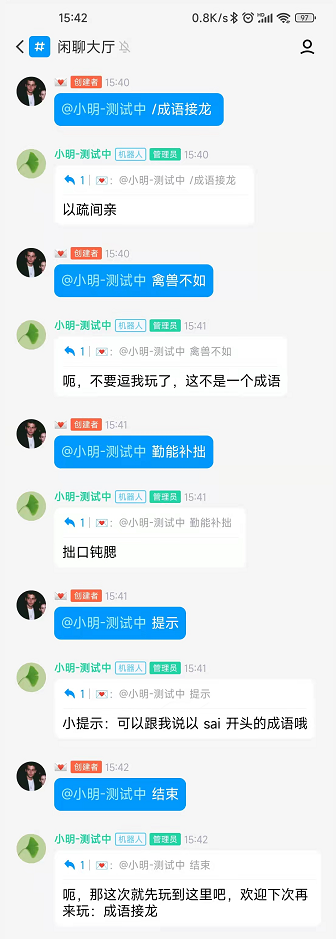 15:42
0.8K/s
HD
97
#
闲聊大厅
💌 创建者 15:40
@小明-测试中 /成语接龙
小明-测试中 机器人 管理员 15:40
1 | 💌: @小明-测试中 /成语接龙
以疏间亲
💌 创建者 15:40
@小明-测试中 禽兽不如
小明-测试中 机器人 管理员 15:41
1 | 💌: @小明-测试中 禽兽不如
呃，不要逗我玩了，这不是一个成语
💌 创建者 15:41
@小明-测试中 勤能补拙
小明-测试中 机器人 管理员 15:41
1 | 💌: @小明-测试中 勤能补拙
拙口钝腮
💌 创建者 15:41
@小明-测试中 提示
小明-测试中 机器人 管理员 15:41
1 | 💌: @小明-测试中 提示
小提示：可以跟我说以 sai 开头的成语哦
💌 创建者 15:42
@小明-测试中 结束
小明-测试中 机器人 管理员 15:42
1 | 💌: @小明-测试中 结束
呃，那这次就先玩到这里吧，欢迎下次再
来玩：成语接龙